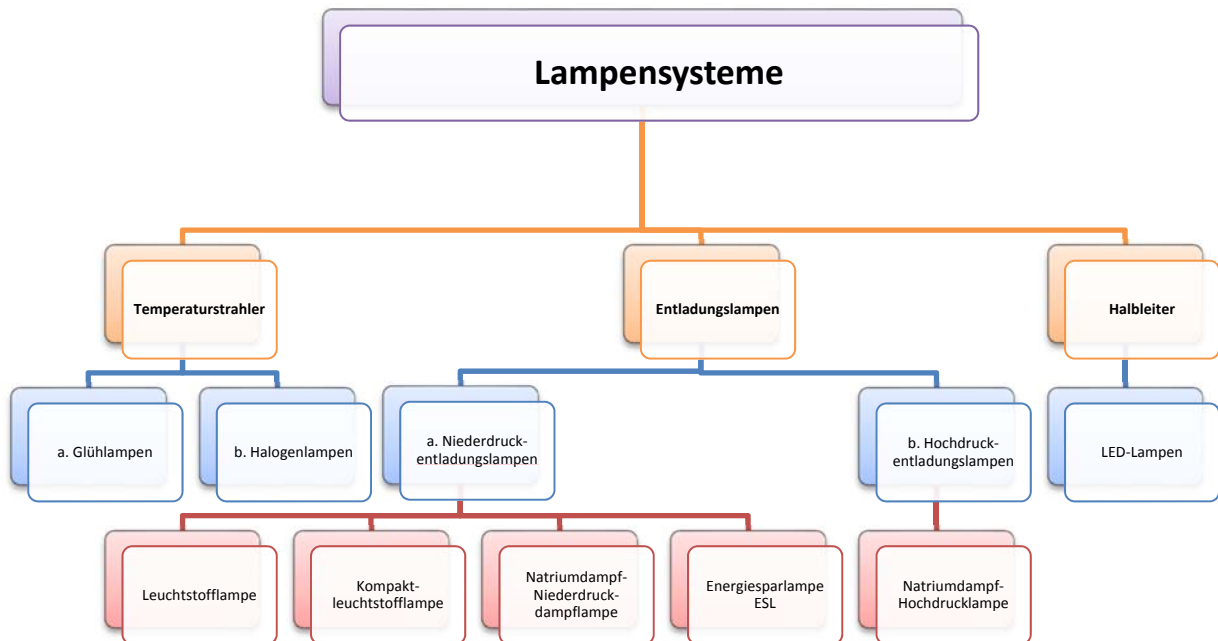 Lampensysteme
Temperaturstrahler
Entladungslampen
Halbleiter
a. Glühlampen
b. Halogenlampen
a. Niederdruck-
entladungslampen
b. Hochdruck-
entladungslampen
LED-Lampen
Leuchtstofflampe
Kompakt-
leuchtstofflampe
Natriumdampf-
Niederdruck-
dampflampe
Energiesparlampe
ESL
Natriumdampf-
Hochdrucklampe